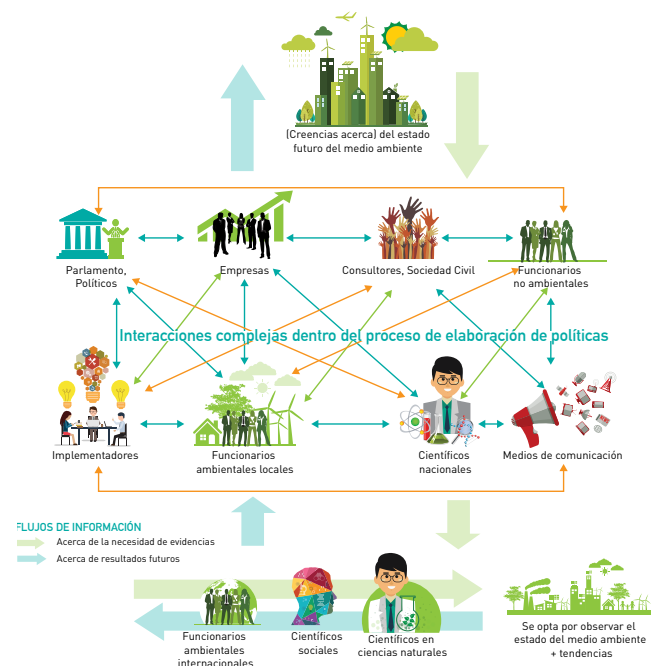 (Creencias acerca) del estado
futuro del medio ambiente
Parlamento,
Políticos
Empresas
Consultores, Sociedad Civil
Funcionarios
no ambientales
Interacciones complejas dentro del proceso de elaboración de políticas
Implementadores
Funcionarios
ambientales locales
Científicos
nacionales
Medios de comunicación
FLUJOS DE INFORMACIÓN
Acerca de la necesidad de evidencias
Acerca de resultados futuros
Funcionarios
ambientales
internacionales
Científicos
sociales
Científicos en
ciencias naturales
Se opta por observar el
estado del medio ambiente
+ tendencias